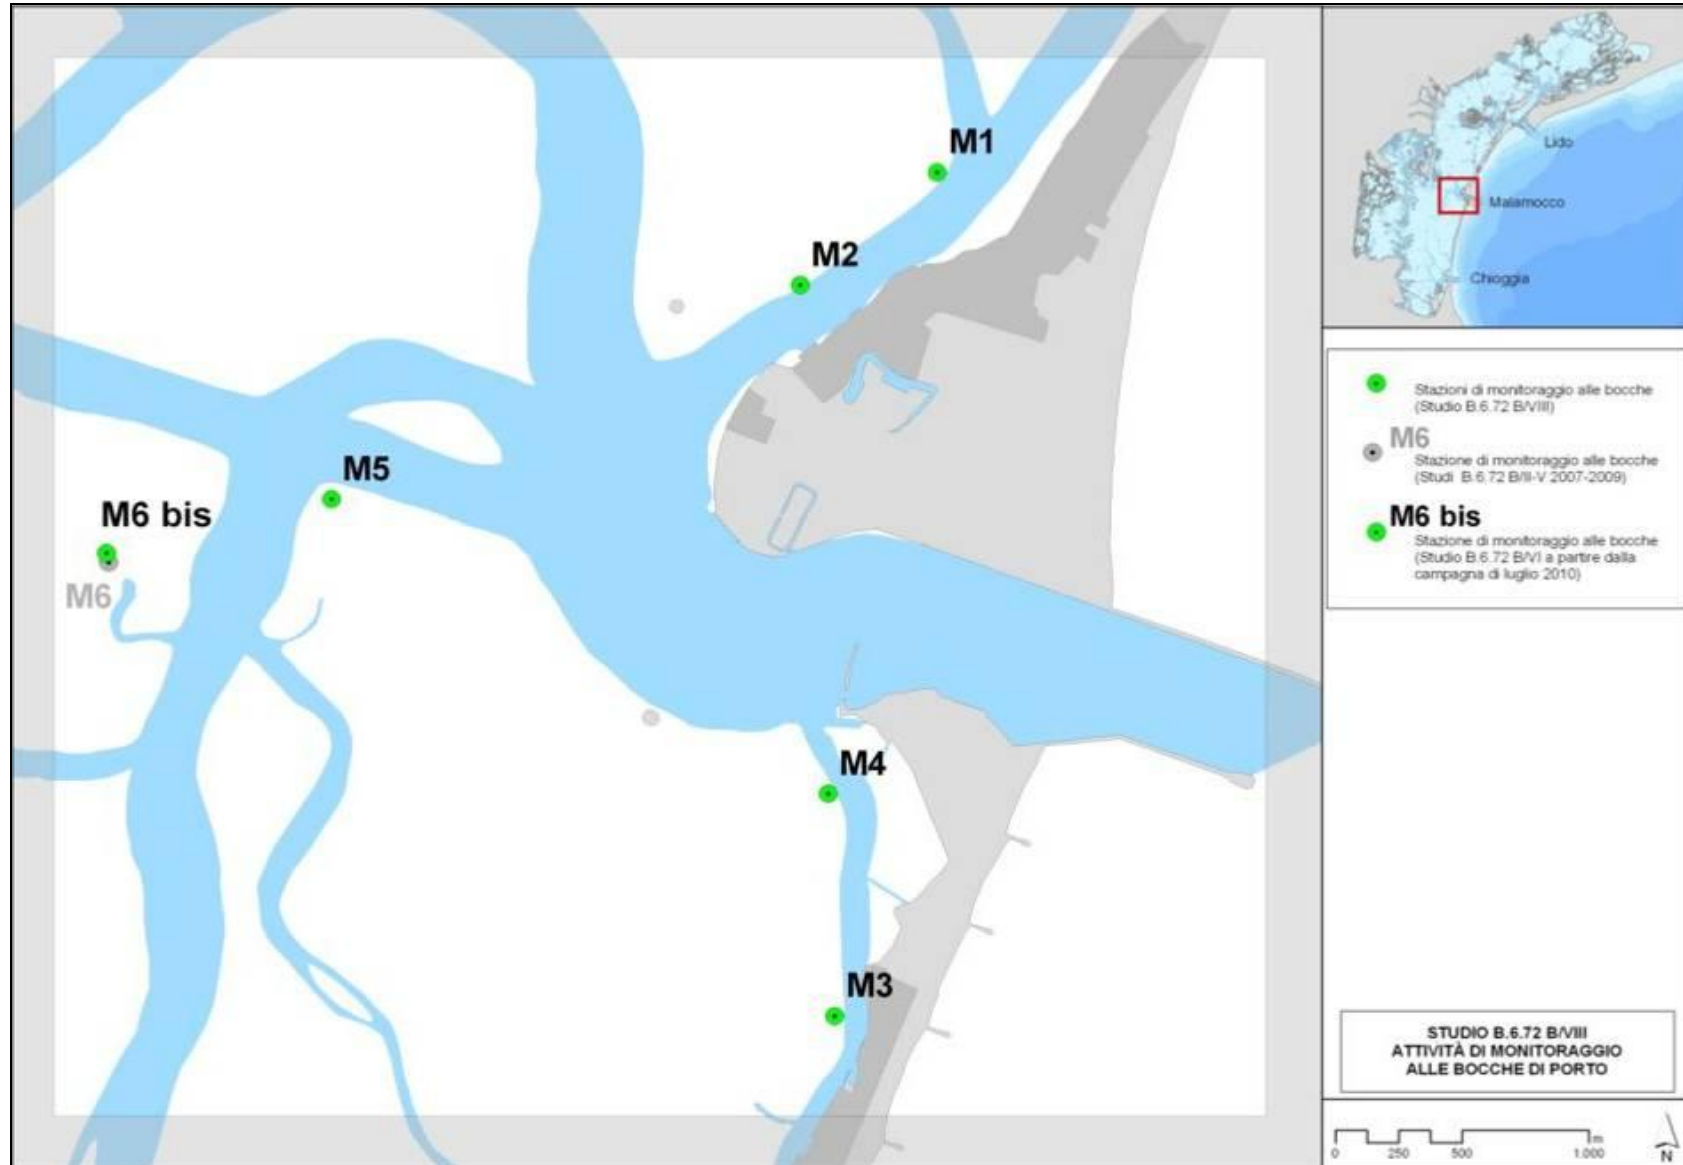 M1
M2
M5
M6 bis
M6
M4
M3
Lido
Malamocco
Chioggia
Stazioni di monitoraggio alle bocche
(Studio B.6.72 B/VIII)
M6
Stazione di monitoraggio alle bocche
(Studi B.6.72 B/II-V 2007-2009)
M6 bis
Stazione di monitoraggio alle bocche
(Studio B.6.72 B/VI a partire dalla
campagna di luglio 2010)
STUDIO B.6.72 B/VIII
ATTIVITÀ DI MONITORAGGIO
ALLE BOCCHE DI PORTO
m
0 250 500 1.000
N